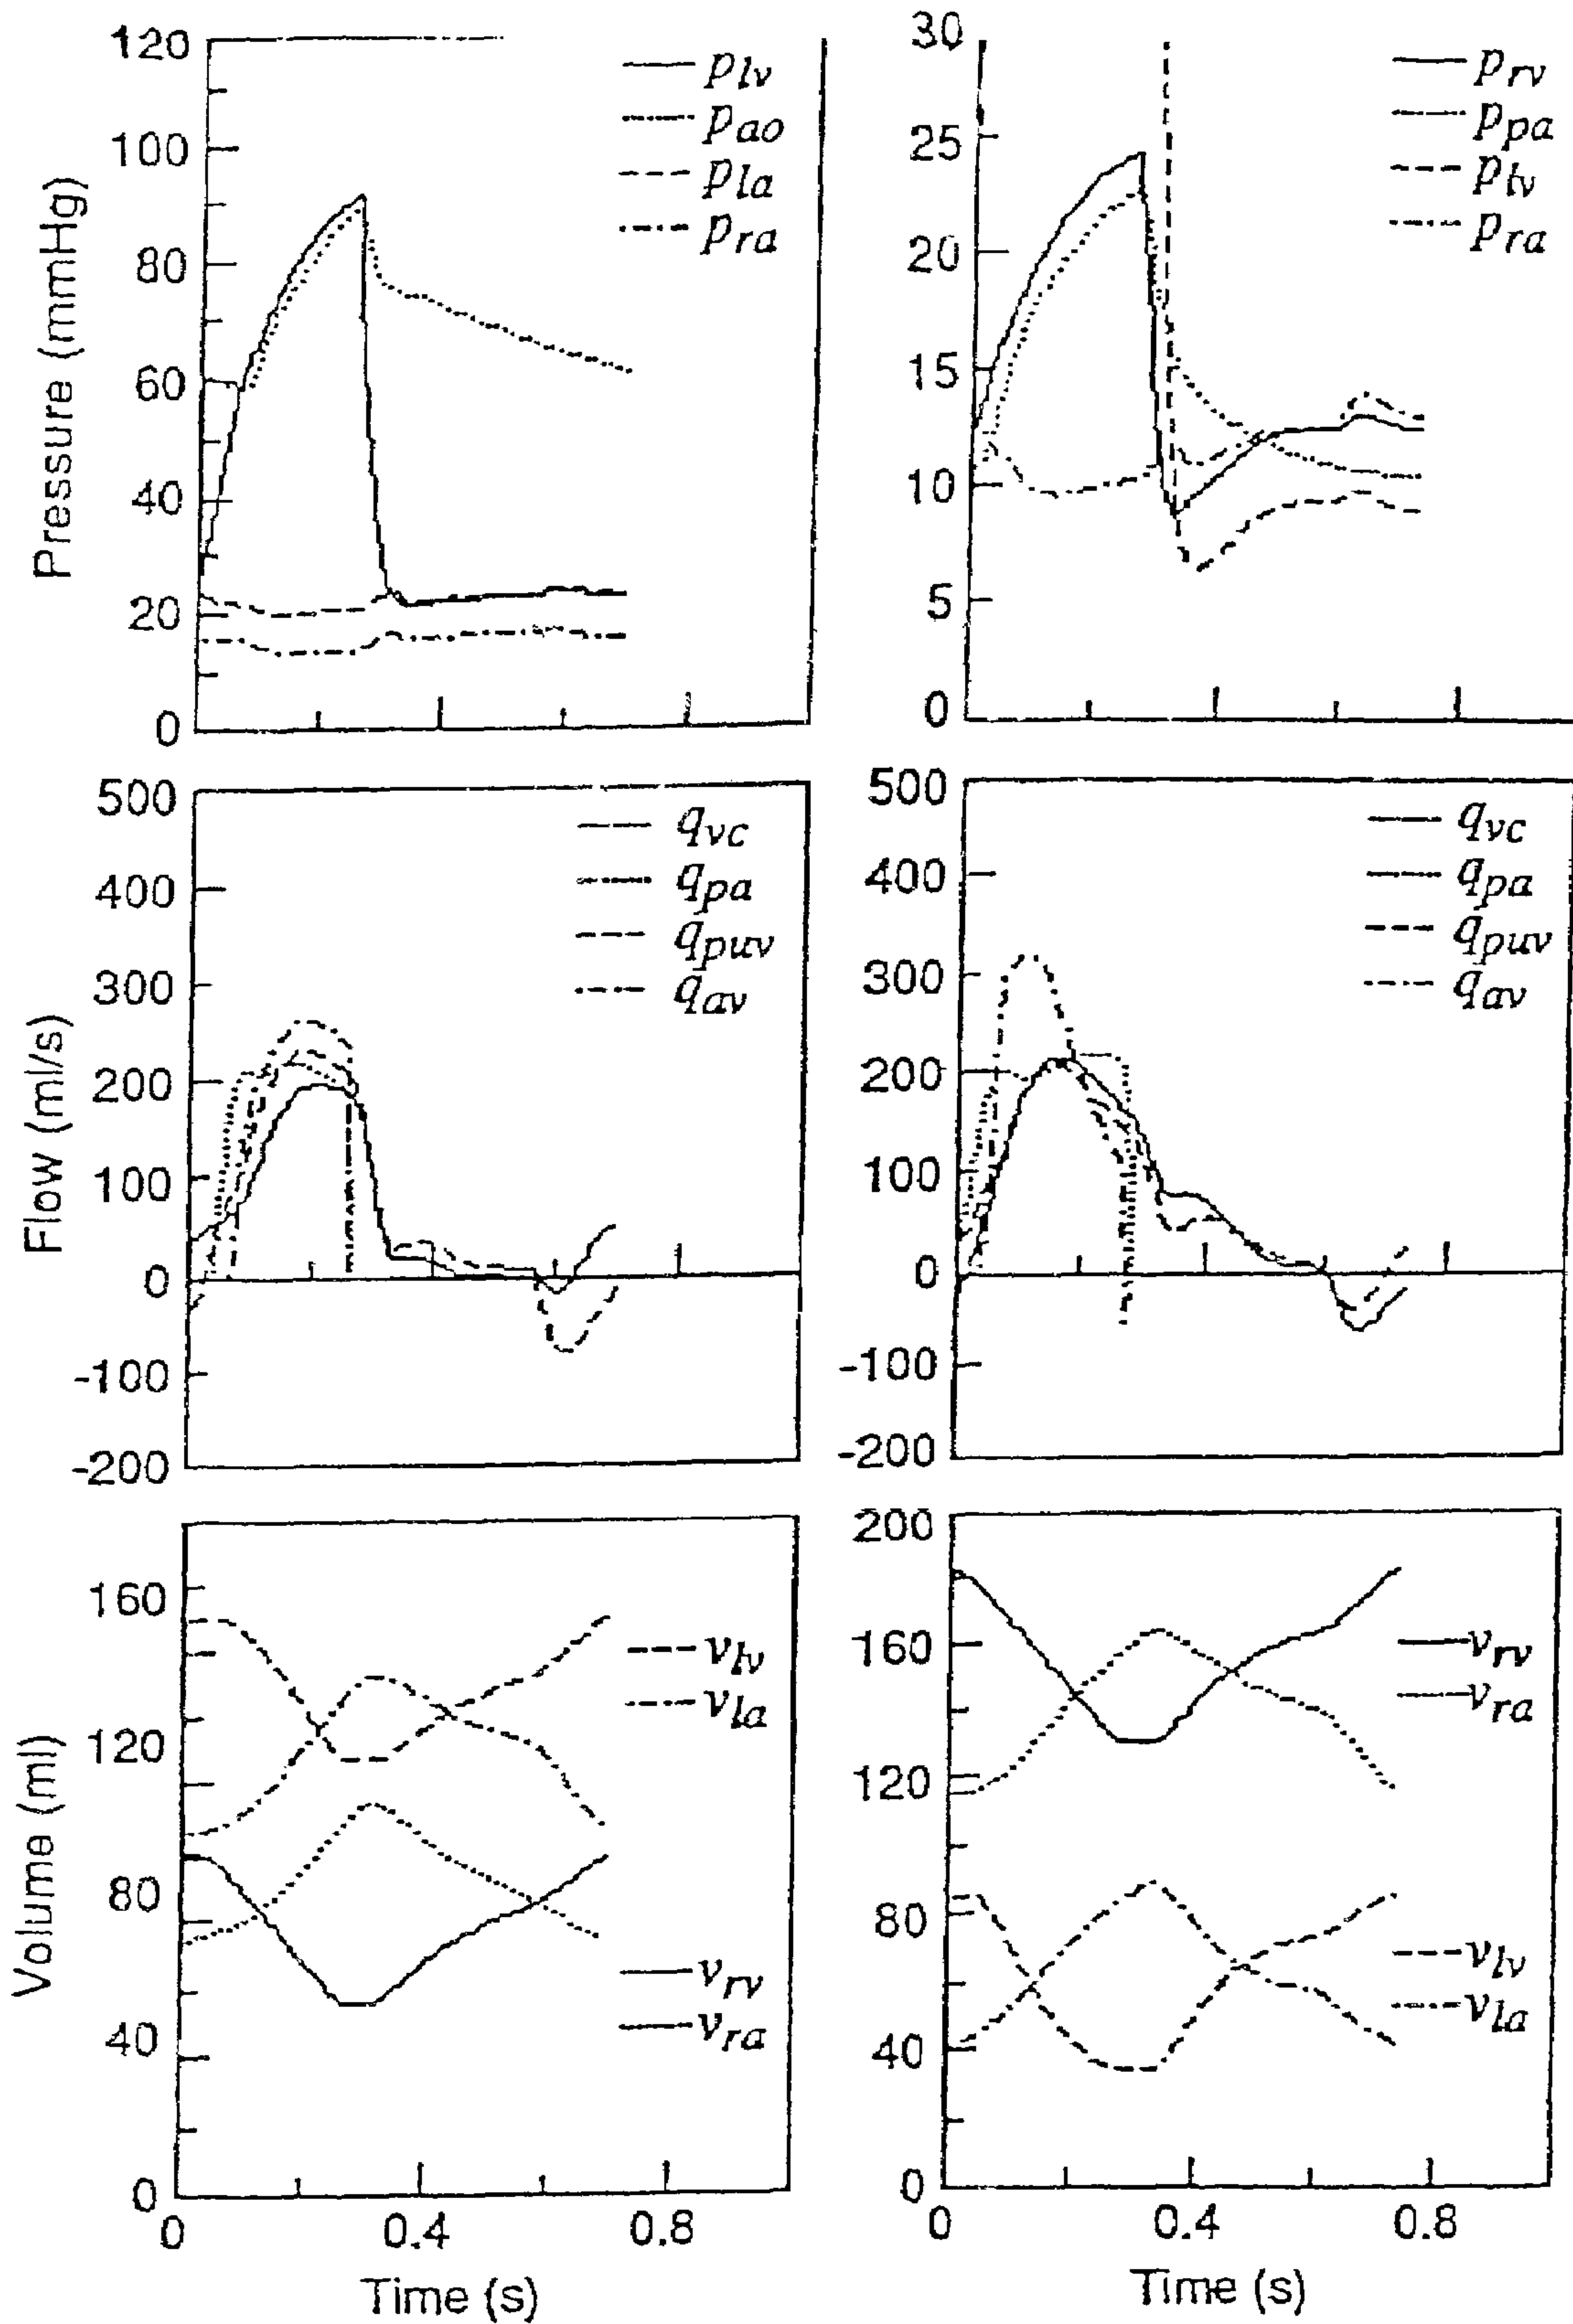 120
100
80
60
40
20
0
Pressure (mmHg)
p_lv
p_ao
p_la
p_ra
30
25
20
15
10
5
0
p_rv
p_pa
p_lv
p_ra
500
400
300
200
100
0
-100
-200
Flow (ml/s)
q_vc
q_pa
q_puv
q_av
500
400
300
200
100
0
-100
-200
q_vc
q_pa
q_puv
q_av
160
120
80
40
0
Volume (ml)
v_lv
v_la
v_rv
v_ra
0 0.4 0.8
Time (s)
200
160
120
80
40
0
v_rv
v_ra
v_lv
v_la
0 0.4 0.8
Time (s)